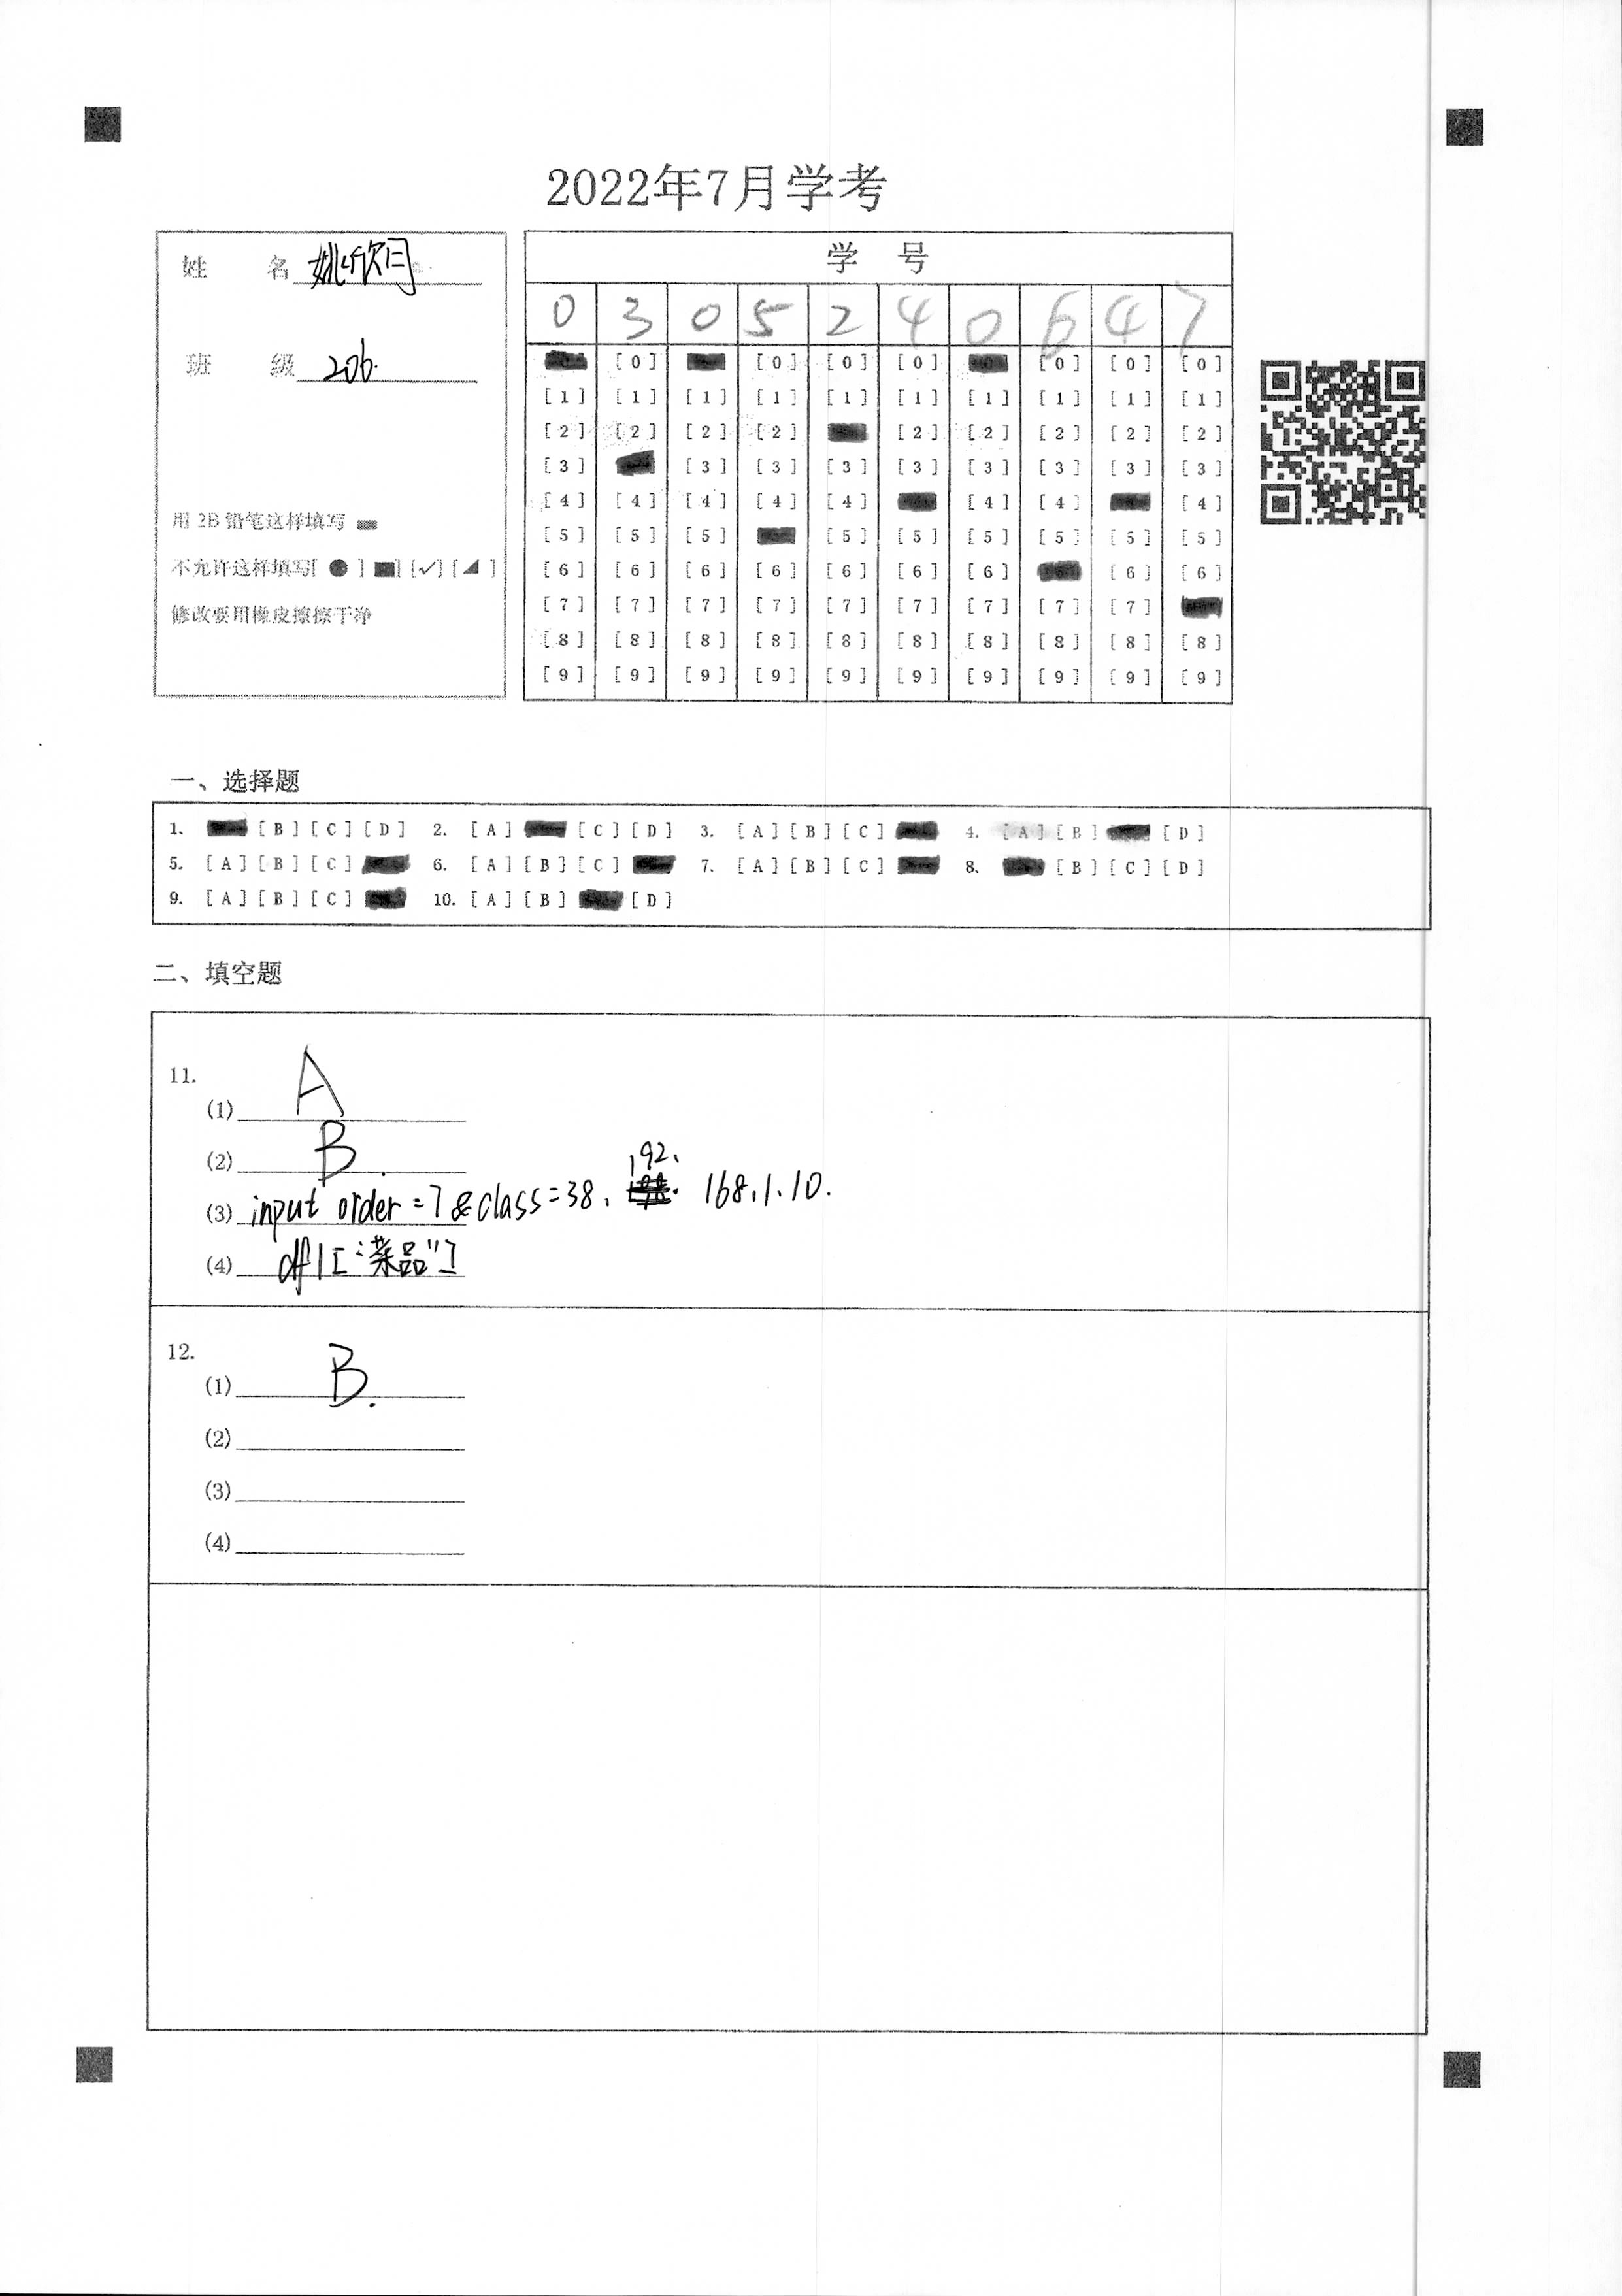 2022年7月学考
姓 名 姚欣月
班 级 206.
用 2B 铅笔这样填写
不允许这样填写[ ● ] [■] [✓] [◢ ]
修改要用橡皮擦擦干净
学 号
0 3 0 5 2 4 0 6 4 7
[0] [0] [0] [0] [0] [0] [0]
[1] [1] [1] [1] [1] [1] [1] [1] [1] [1]
[2] [2] [2] [2] [2] [2] [2] [2] [2]
[3] [3] [3] [3] [3] [3] [3] [3] [3]
[4] [4] [4] [4] [4] [4] [4] [4]
[5] [5] [5] [5] [5] [5] [5] [5] [5]
[6] [6] [6] [6] [6] [6] [6] [6] [6]
[7] [7] [7] [7] [7] [7] [7] [7] [7]
[8] [8] [8] [8] [8] [8] [8] [8] [8] [8]
[9] [9] [9] [9] [9] [9] [9] [9] [9] [9]
一、选择题
1. [B] [C] [D] 2. [A] [C] [D] 3. [A] [B] [C] 4. [A] [B] [D]
5. [A] [B] [C] 6. [A] [B] [C] 7. [A] [B] [C] 8. [B] [C] [D]
9. [A] [B] [C] 10. [A] [B] [D]
二、填空题
11.
(1) A
(2) B.
(3) input order=7&class=38、192.168.1.10.
(4) df1["菜品"]
12.
(1) B.
(2)
(3)
(4)